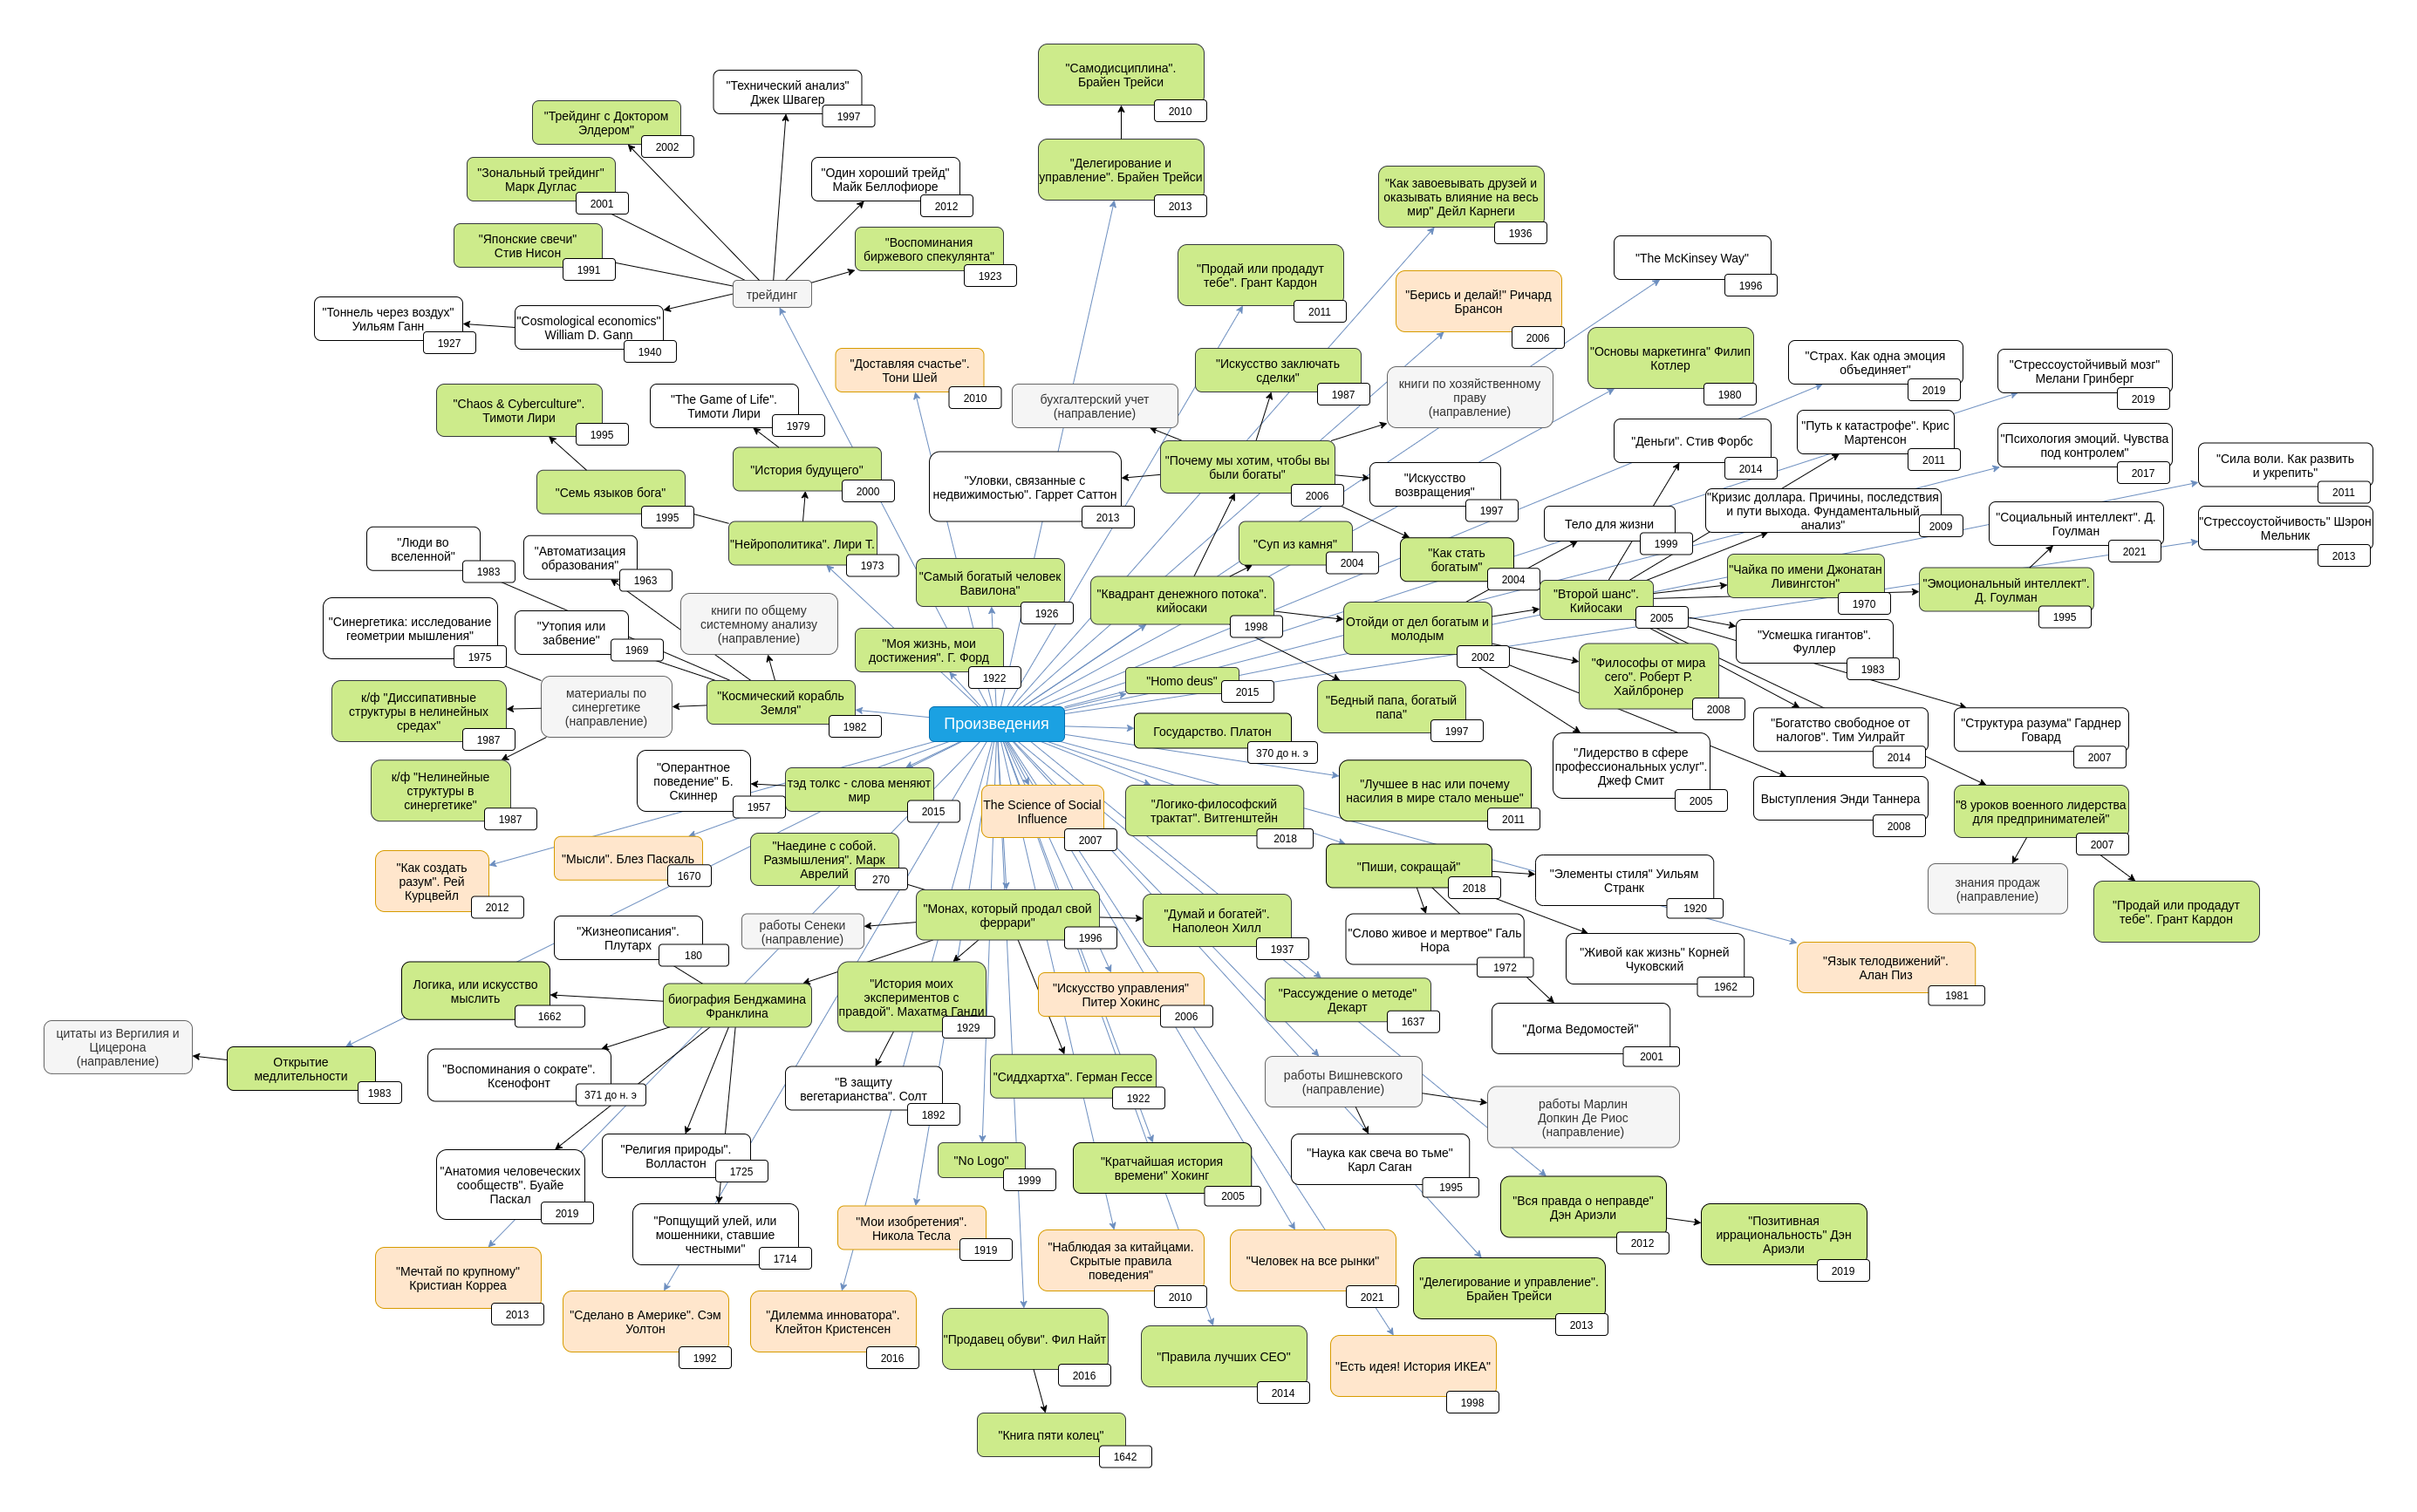 "Самодисциплина".
Брайен Трейси
2010
"Технический анализ"
Джек Швагер
1997
"Трейдинг с Доктором
Элдером"
2002
"Зональный трейдинг"
Марк Дуглас
2001
"Один хороший трейд"
Майк Беллофиоре
2012
"Японские свечи"
Стив Нисон
1991
"Воспоминания
биржевого спекулянта"
1923
трейдинг
"Тоннель через воздух"
Уильям Ганн
1927
"Cosmological economics"
William D. Gann
1940
"Делегирование и
управление". Брайен Трейси
2013
"Как завоевывать друзей и
оказывать влияние на весь
мир" Дейл Карнеги
1936
"Продай или продадут
тебе". Грант Кардон
2011
"Берись и делай!" Ричард
Брансон
2006
"The McKinsey Way"
1996
"Основы маркетинга" Филип
Котлер
1980
"Страх. Как одна эмоция
объединяет"
2019
"Стрессоустойчивый мозг"
Мелани Гринберг
2019
"Доставляя счастье".
Тони Шей
2010
бухгалтерский учет
(направление)
"Искусство заключать
сделки"
1987
книги по хозяйственному
праву
(направление)
"Chaos & Cyberculture".
Тимоти Лири
1995
"The Game of Life".
Тимоти Лири
1979
"История будущего"
2000
"Семь языков бога"
1995
"Нейрополитика". Лири Т.
1973
"Уловки, связанные с
недвижимостью". Гаррет Саттон
2013
"Почему мы хотим, чтобы вы
были богаты"
2006
"Искусство
возвращения"
1997
"Деньги". Стив Форбс
2014
"Путь к катастрофе". Крис
Мартенсон
2011
"Психология эмоций. Чувства
под контролем"
2017
"Сила воли. Как развить
и укрепить"
2011
Тело для жизни
1999
"Кризис доллара. Причины, последствия
и пути выхода. Фундаментальный
анализ"
2009
"Социальный интеллект". Д.
Гоулман
2021
"Стрессоустойчивость" Шэрон
Мельник
2013
"Люди во
вселенной"
1983
"Автоматизация
образования"
1963
"Суп из камня"
2004
"Как стать
богатым"
2004
"Самый богатый человек
Вавилона"
1926
"Квадрант денежного потока".
кийосаки
1998
Отойди от дел богатым и
молодым
2002
"Второй шанс".
Кийосаки
2005
"Чайка по имени Джонатан
Ливингстон"
1970
"Эмоциональный интеллект".
Д. Гоулман
1995
"Синергетика: исследование
геометрии мышления"
1975
"Утопия или
забвение"
1969
книги по общему
системному анализу
(направление)
"Моя жизнь, мои
достижения". Г. Форд
1922
"Усмешка гигантов".
Фуллер
1983
"Философы от мира
сего". Роберт Р.
Хайлбронер
2008
"Homo deus"
2015
"Бедный папа, богатый
папа"
1997
к/ф "Диссипативные
структуры в нелинейных
средах"
1987
материалы по
синергетике
(направление)
"Космический корабль
Земля"
1982
Произведения
Государство. Платон
370 до н. э
"Богатство свободное от
налогов". Тим Уилрайт
2014
"Структура разума" Гарднер
Говард
2007
"Лидерство в сфере
профессиональных услуг".
Джеф Смит
2005
Выступления Энди Таннера
2008
"8 уроков военного лидерства
для предпринимателей"
2007
знания продаж
(направление)
"Продай или продадут
тебе". Грант Кардон
к/ф "Нелинейные
структуры в
синергетике"
1987
"Оперантное
поведение" Б.
Скиннер
1957
тэд толкс - слова меняют
мир
2015
The Science of Social
Influence
2007
"Логико-философский
трактат". Витгенштейн
2018
"Лучшее в нас или почему
насилия в мире стало меньше"
2011
"Как создать
разум". Рей
Курцвейл
2012
"Мысли". Блез Паскаль
1670
"Наедине с собой.
Размышления". Марк
Аврелий
270
"Пиши, сокращай"
2018
"Элементы стиля" Уильям
Странк
1920
"Жизнеописания".
Плутарх
180
работы Сенеки
(направление)
"Монах, который продал свой
феррари"
1996
"Думай и богатей".
Наполеон Хилл
1937
"Слово живое и мертвое" Галь
Нора
1972
"Живой как жизнь" Корней
Чуковский
1962
"Язык телодвижений".
Алан Пиз
1981
Логика, или искусство
мыслить
1662
биография Бенджамина
Франклина
"История моих
экспериментов с
правдой". Махатма Ганди
1929
"Искусство управления"
Питер Хокинс
2006
"Рассуждение о методе"
Декарт
1637
"Догма Ведомостей"
2001
цитаты из Вергилия и
Цицерона
(направление)
Открытие
медлительности
1983
"Воспоминания о сократе".
Ксенофонт
371 до н. э
"В защиту
вегетарианства". Солт
1892
"Сиддхартха". Герман Гессе
1922
работы Вишневского
(направление)
работы Марлин
Допкин Де Риос
(направление)
"Анатомия человеческих
сообществ". Буайе
Паскал
2019
"Религия природы".
Волластон
1725
"No Logo"
1999
"Кратчайшая история
времени" Хокинг
2005
"Наука как свеча во тьме"
Карл Саган
1995
"Вся правда о неправде"
Дэн Ариэли
2012
"Позитивная
иррациональность" Дэн
Ариэли
2019
"Ропщущий улей, или
мошенники, ставшие
честными"
1714
"Мои изобретения".
Никола Тесла
1919
"Наблюдая за китайцами.
Скрытые правила
поведения"
2010
"Человек на все рынки"
2021
"Делегирование и управление".
Брайен Трейси
2013
"Мечтай по крупному"
Кристиан Корреа
2013
"Сделано в Америке". Сэм
Уолтон
1992
"Дилемма инноватора".
Клейтон Кристенсен
2016
"Продавец обуви". Фил Найт
2016
"Правила лучших CEO"
2014
"Есть идея! История ИКЕА"
1998
"Книга пяти колец"
1642